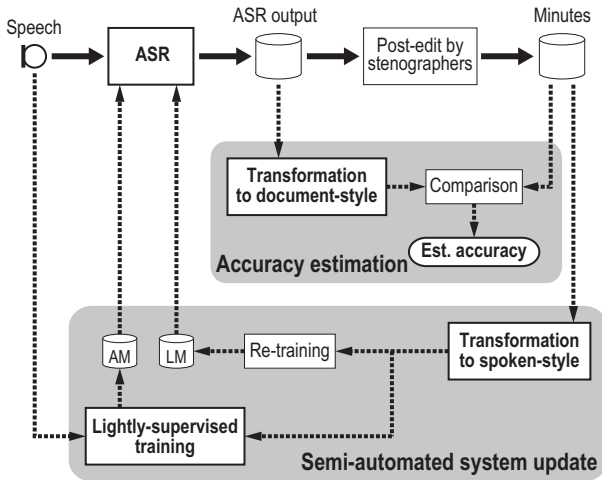 Speech
ASR output
Minutes
ASR
Post-edit by
stenographers
Transformation
to document-style
Comparison
Est. accuracy
Accuracy estimation
AM
LM
Re-training
Transformation
to spoken-style
Lightly-supervised
training
Semi-automated system update